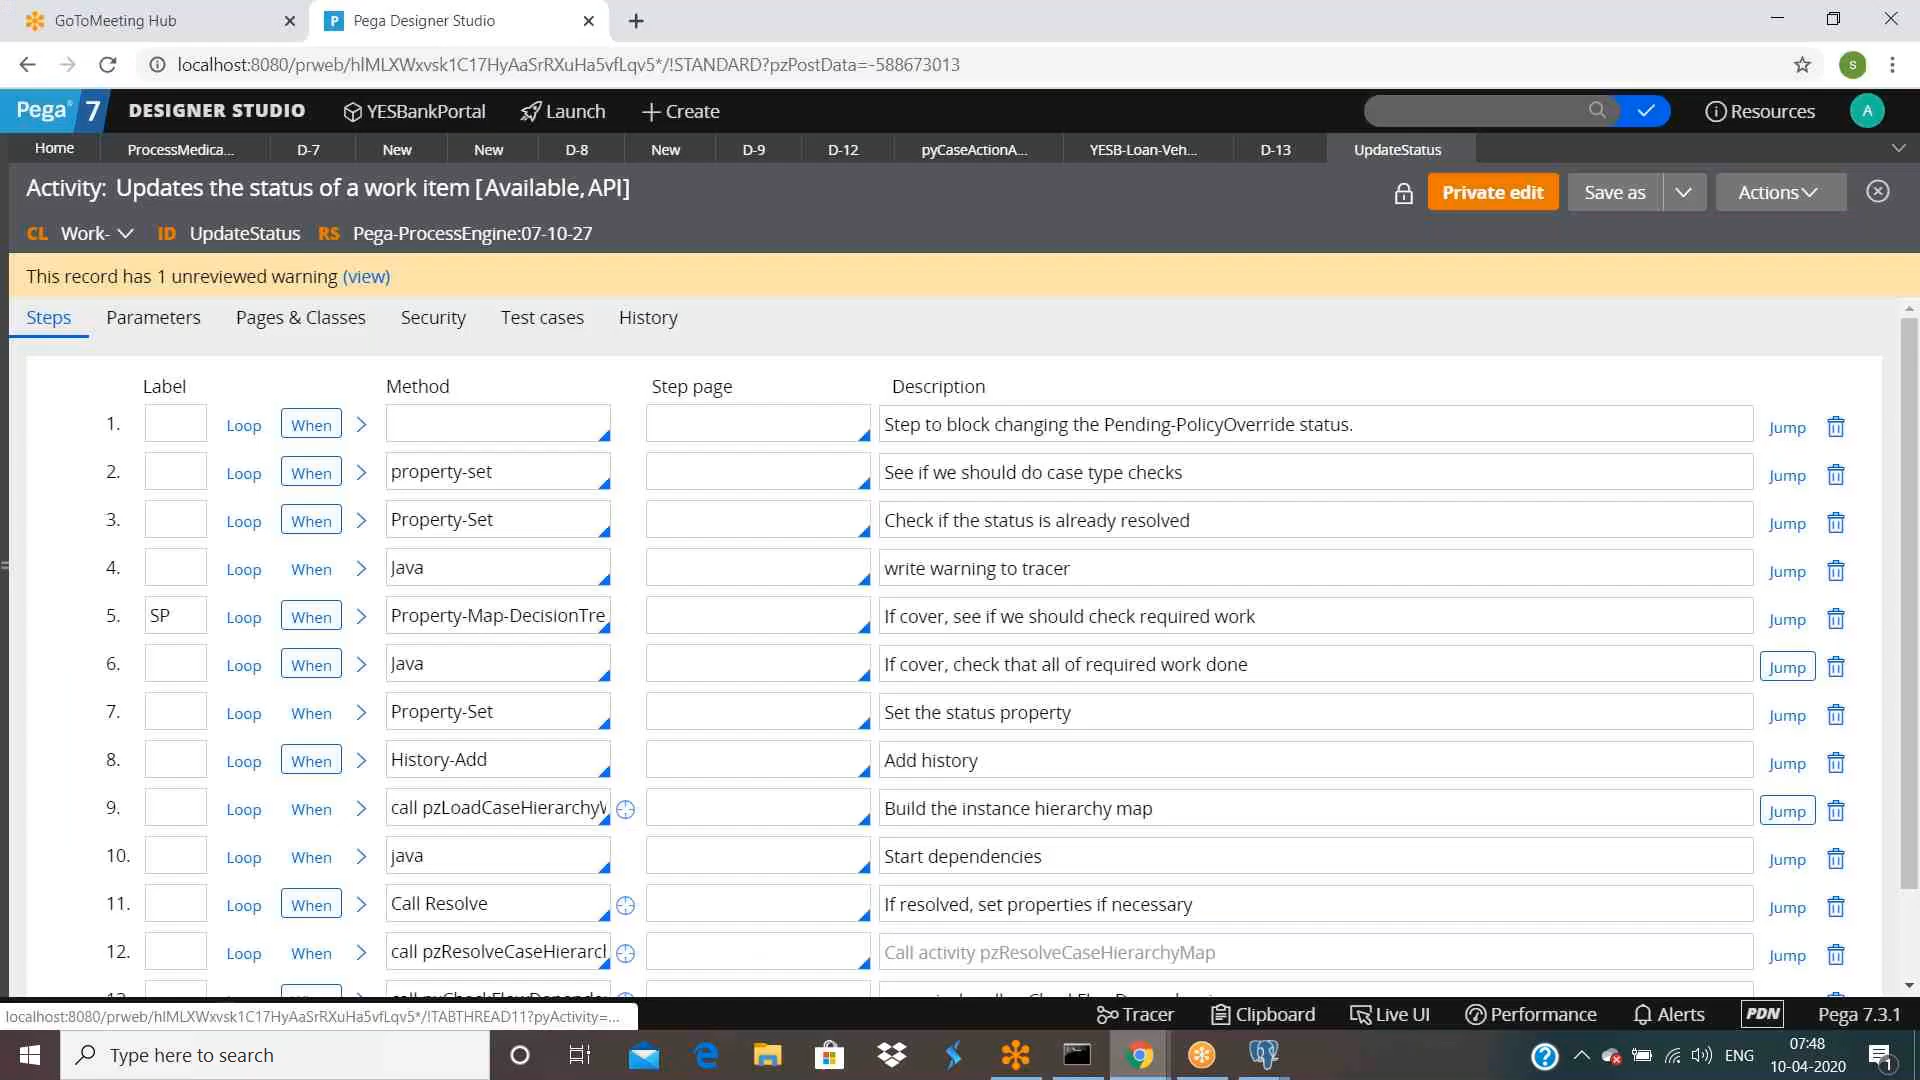 GoToMeeting Hub
Pega Designer Studio
localhost:8080/prweb/hlMLXWxvsk1C17HyAaSrRXuHa5vfLqv5*/!STANDARD?pzPostData=-588673013
S
Pega 7 DESIGNER STUDIO YESBankPortal Launch Create Resources A
Home ProcessMedica... D-7 New New D-8 New D-9 D-12 pyCaseActionA... YESB-Loan-Veh... D-13 UpdateStatus
Activity: Updates the status of a work item [Available, API]
Private edit Save as Actions
CL Work- ID UpdateStatus RS Pega-ProcessEngine:07-10-27
This record has 1 unreviewed warning (view)
Steps Parameters Pages & Classes Security Test cases History
Label Method Step page Description
1. Loop When Step to block changing the Pending-PolicyOverride status. Jump
2. Loop When property-set See if we should do case type checks Jump
3. Loop When Property-Set Check if the status is already resolved Jump
4. Loop When Java write warning to tracer Jump
5. SP Loop When Property-Map-DecisionTre If cover, see if we should check required work Jump
6. Loop When Java If cover, check that all of required work done Jump
7. Loop When Property-Set Set the status property Jump
8. Loop When History-Add Add history Jump
9. Loop When call pzLoadCaseHierarchy Build the instance hierarchy map Jump
10. Loop When java Start dependencies Jump
11. Loop When Call Resolve If resolved, set properties if necessary Jump
12. Loop When call pzResolveCaseHierarc Call activity pzResolveCaseHierarchyMap Jump
localhost:8080/prweb/hlMLXWxvsk1C17HyAaSrRXuHa5vfLqv5*/!TABTHREAD11?pyActivity=...
Tracer Clipboard Live UI Performance Alerts PDN Pega 7.3.1
Type here to search
ENG
07:48
10-04-2020
1